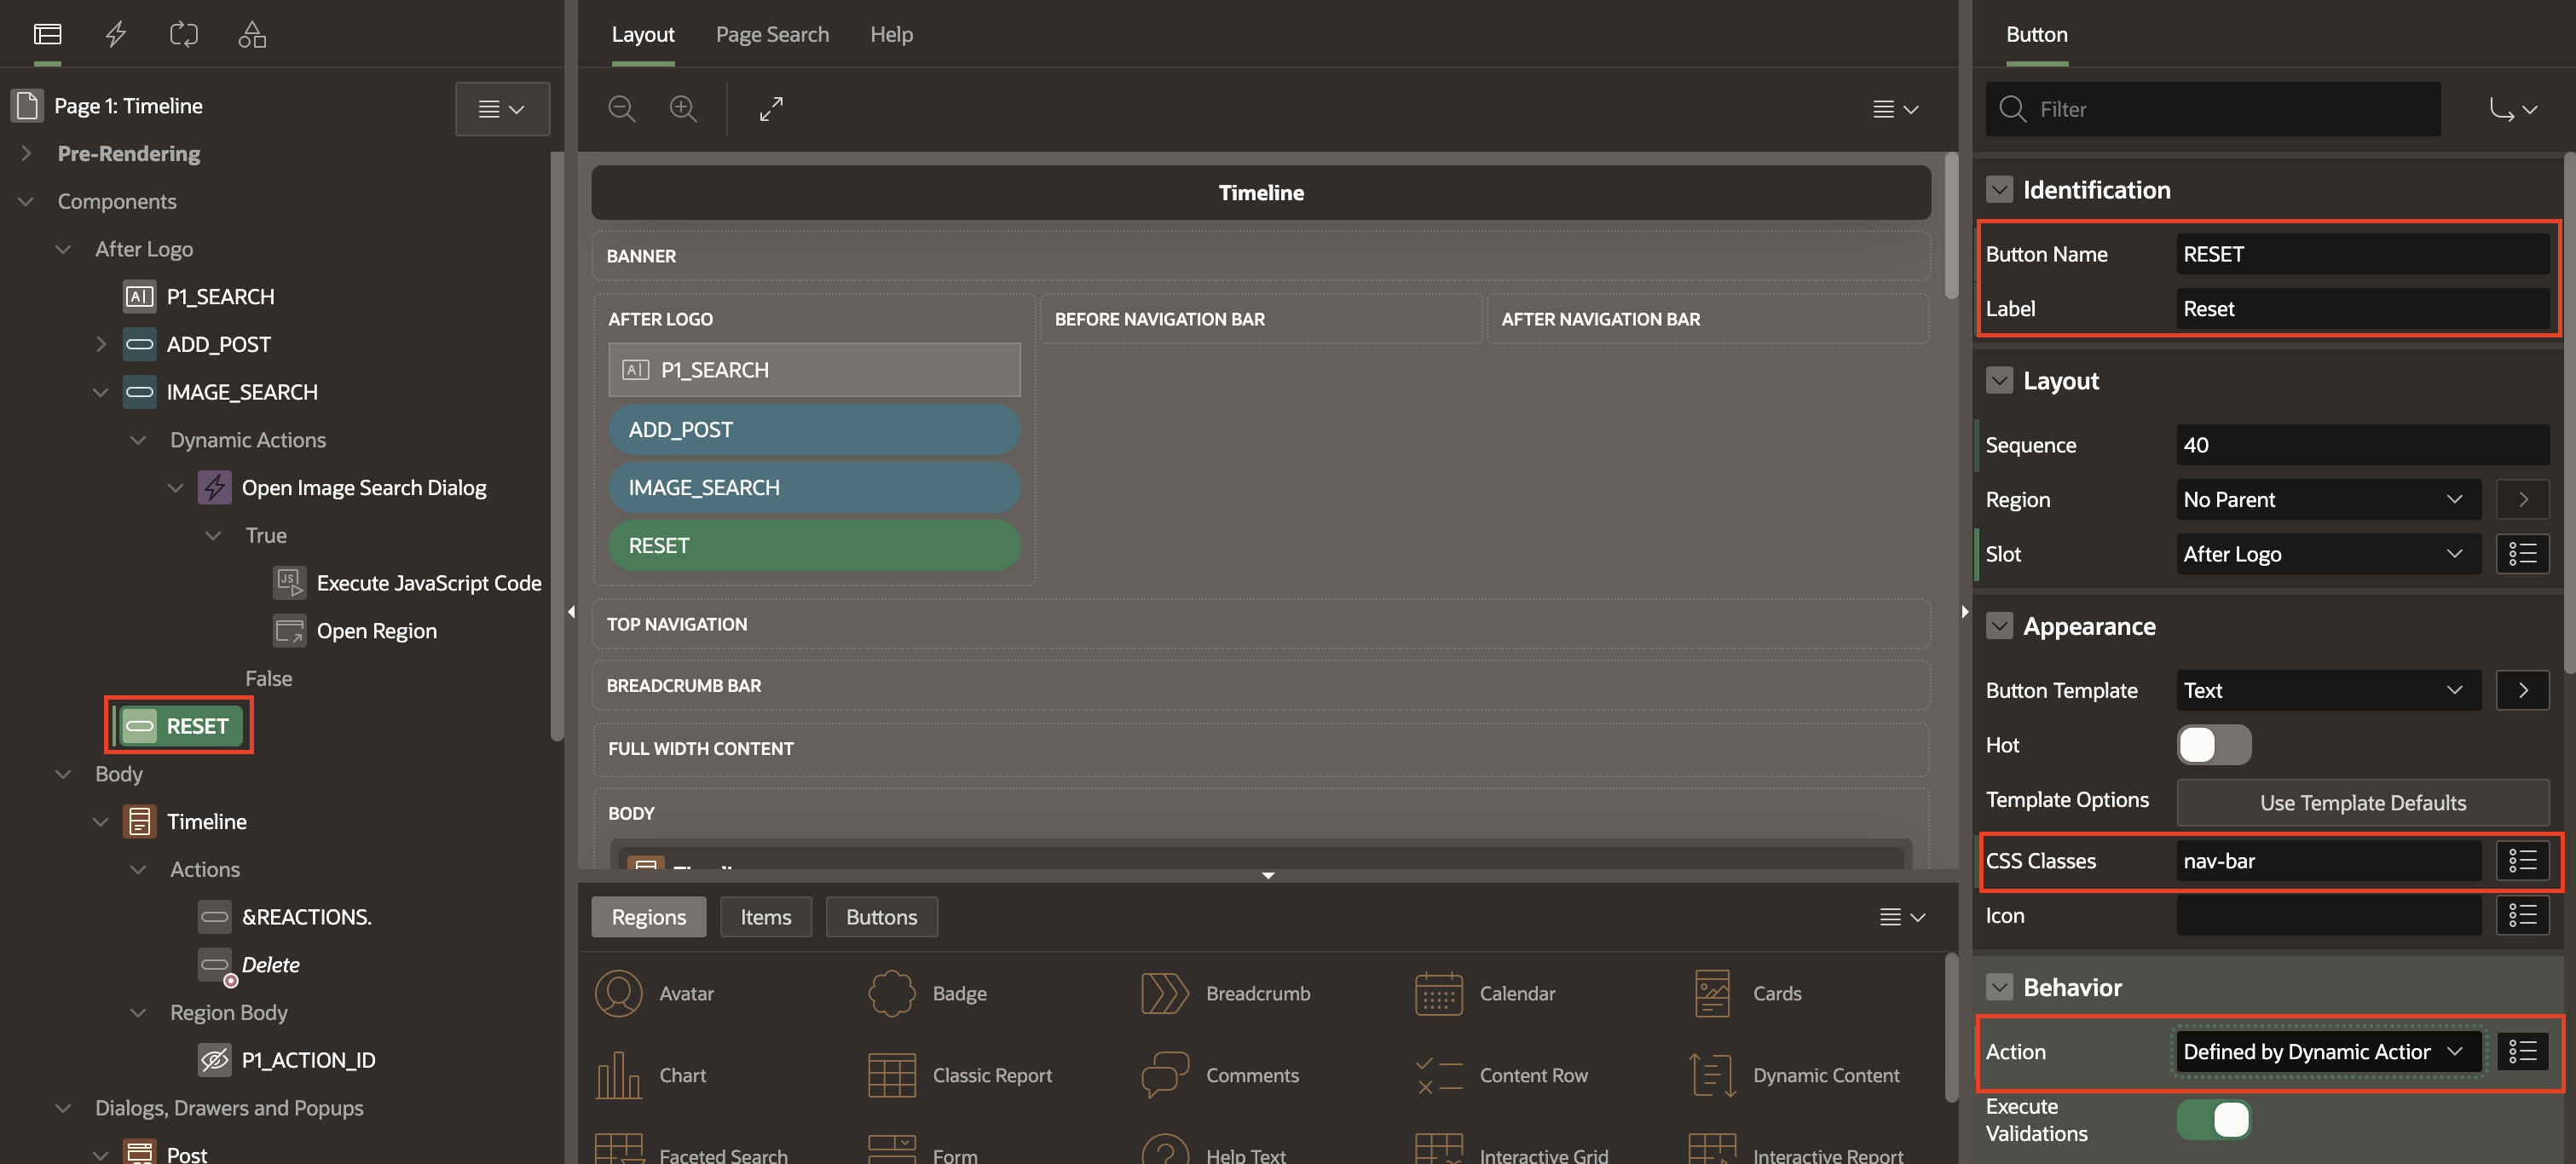 Page 1: Timeline
Pre-Rendering
Components
After Logo
P1_SEARCH
ADD_POST
IMAGE_SEARCH
Dynamic Actions
Open Image Search Dialog
True
Execute JavaScript Code
Open Region
False
RESET
Body
Timeline
Actions
&REACTIONS.
Delete
Region Body
P1_ACTION_ID
Dialogs, Drawers and Popups
Post
Layout Page Search Help
Timeline
BANNER
AFTER LOGO
BEFORE NAVIGATION BAR
AFTER NAVIGATION BAR
P1_SEARCH
ADD_POST
IMAGE_SEARCH
RESET
TOP NAVIGATION
BREADCRUMB BAR
FULL WIDTH CONTENT
BODY
Regions Items Buttons
Avatar Badge Breadcrumb Calendar Cards
Chart Classic Report Comments Content Row Dynamic Content
Faceted Search Form Help Text Interactive Grid Interactive Report
Button
Filter
Identification
Button Name RESET
Label Reset
Layout
Sequence 40
Region No Parent
Slot After Logo
Appearance
Button Template Text
Hot
Template Options Use Template Defaults
CSS Classes nav-bar
Icon
Behavior
Action Defined by Dynamic Action
Execute
Validations